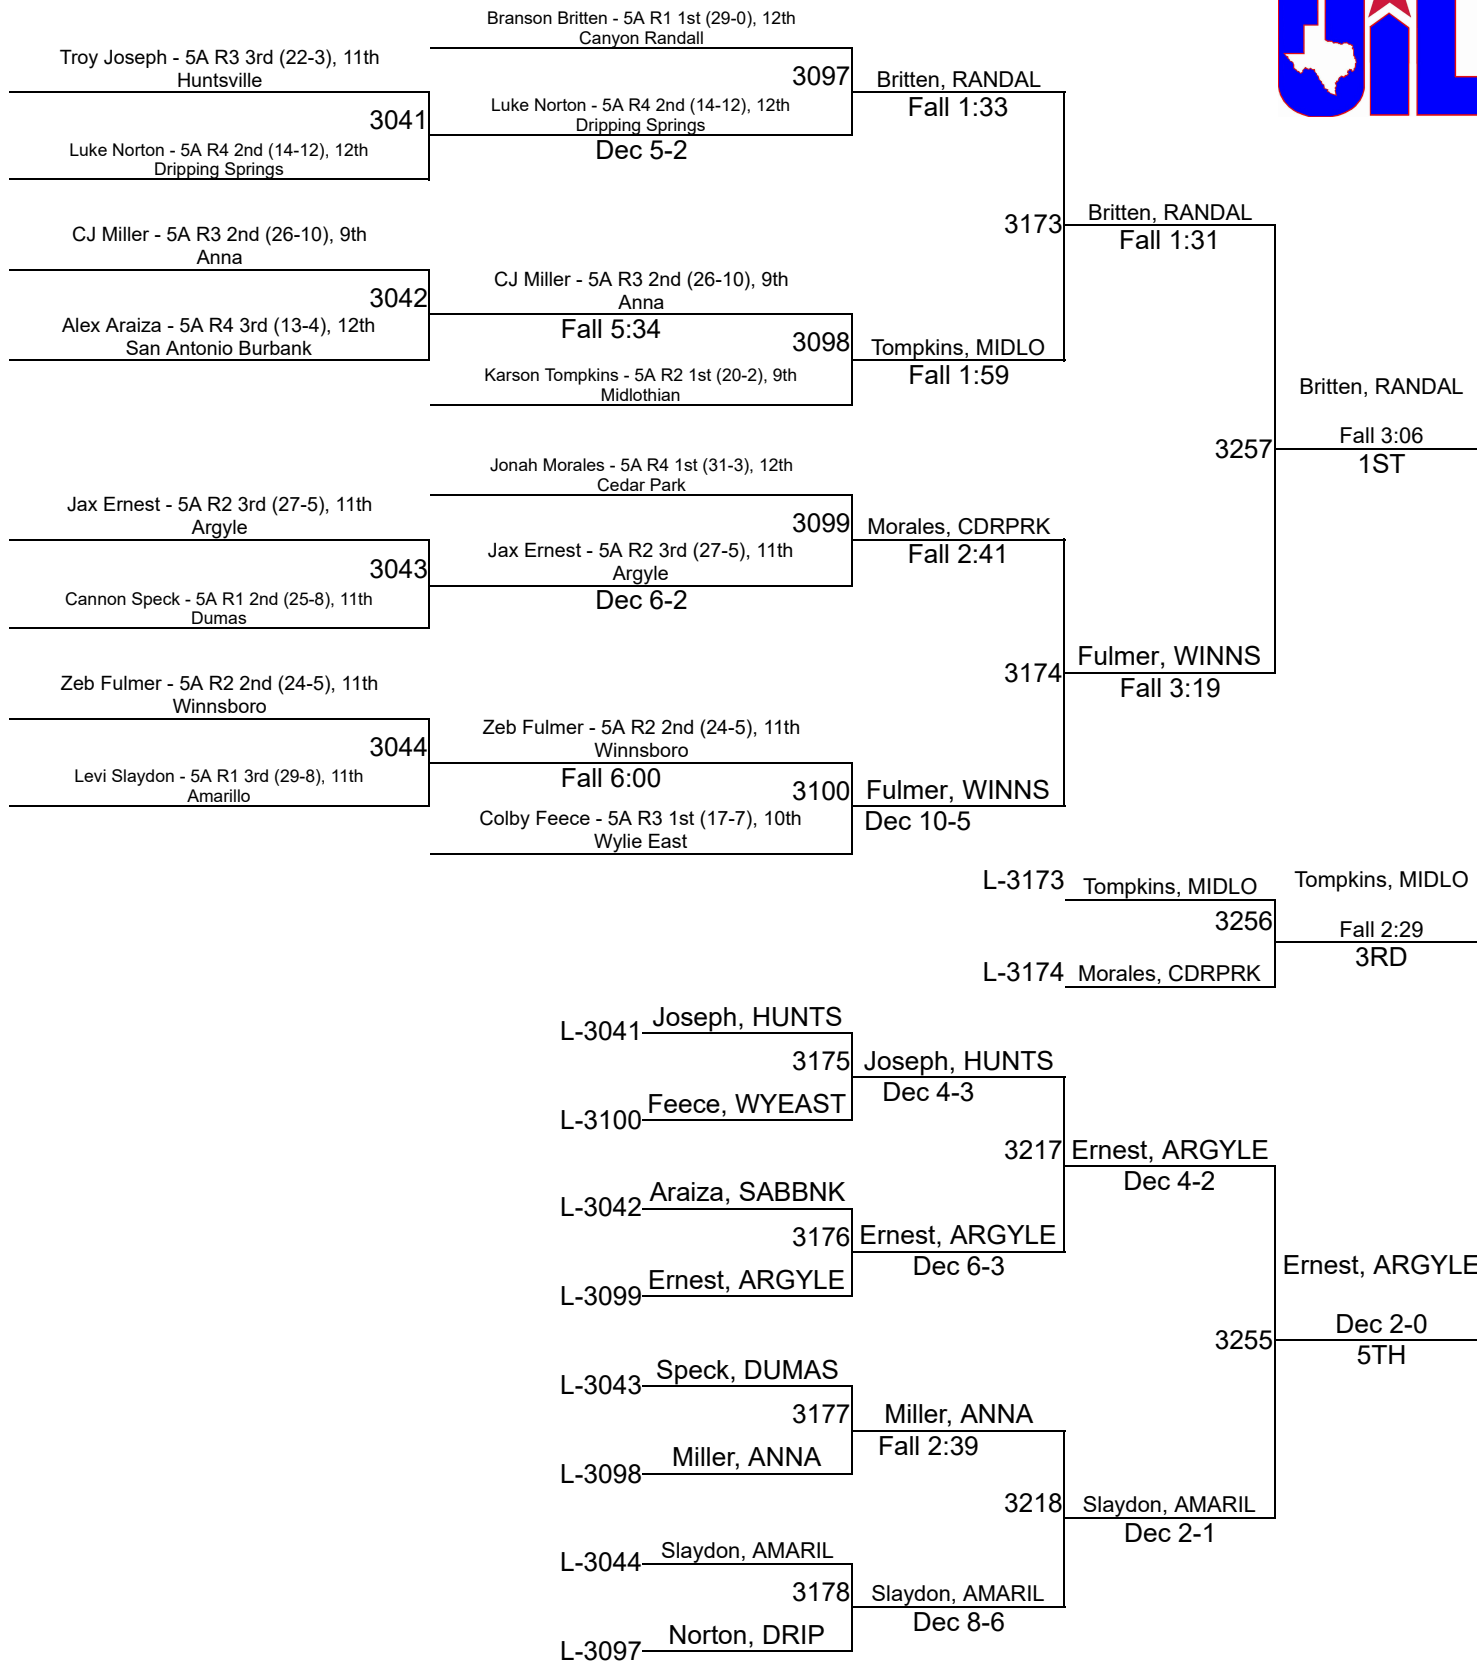 Branson Britten - 5A R1 1st (29-0), 12th
Canyon Randall
Troy Joseph - 5A R3 3rd (22-3), 11th
Huntsville
3041
Luke Norton - 5A R4 2nd (14-12), 12th
Dripping Springs
3097
Luke Norton - 5A R4 2nd (14-12), 12th
Dripping Springs
Dec 5-2
Britten, RANDAL
Fall 1:33
UIL
CJ Miller - 5A R3 2nd (26-10), 9th
Anna
3042
Alex Araiza - 5A R4 3rd (13-4), 12th
San Antonio Burbank
CJ Miller - 5A R3 2nd (26-10), 9th
Anna
Fall 5:34
3098
Karson Tompkins - 5A R2 1st (20-2), 9th
Midlothian
Tompkins, MIDLO
Fall 1:59
3173
Britten, RANDAL
Fall 1:31
Jonah Morales - 5A R4 1st (31-3), 12th
Cedar Park
Jax Ernest - 5A R2 3rd (27-5), 11th
Argyle
3043
Cannon Speck - 5A R1 2nd (25-8), 11th
Dumas
3099
Jax Ernest - 5A R2 3rd (27-5), 11th
Argyle
Dec 6-2
Morales, CDRPRK
Fall 2:41
Zeb Fulmer - 5A R2 2nd (24-5), 11th
Winnsboro
3044
Levi Slaydon - 5A R1 3rd (29-8), 11th
Amarillo
Zeb Fulmer - 5A R2 2nd (24-5), 11th
Winnsboro
Fall 6:00
3100
Colby Feece - 5A R3 1st (17-7), 10th
Wylie East
Fulmer, WINNS
Dec 10-5
3174
Fulmer, WINNS
Fall 3:19
3257
Britten, RANDAL
Fall 3:06
1ST
L-3173
Tompkins, MIDLO
3256
L-3174
Morales, CDRPRK
Tompkins, MIDLO
Fall 2:29
3RD
L-3041
Joseph, HUNTS
3175
L-3100
Feece, WYEAST
Joseph, HUNTS
Dec 4-3
L-3042
Araiza, SABBNK
3176
L-3099
Ernest, ARGYLE
Ernest, ARGYLE
Dec 6-3
3217
Ernest, ARGYLE
Dec 4-2
L-3043
Speck, DUMAS
3177
L-3098
Miller, ANNA
Miller, ANNA
Fall 2:39
L-3044
Slaydon, AMARIL
3178
L-3097
Norton, DRIP
Slaydon, AMARIL
Dec 8-6
3218
Slaydon, AMARIL
Dec 2-1
3255
Ernest, ARGYLE
Dec 2-0
5TH